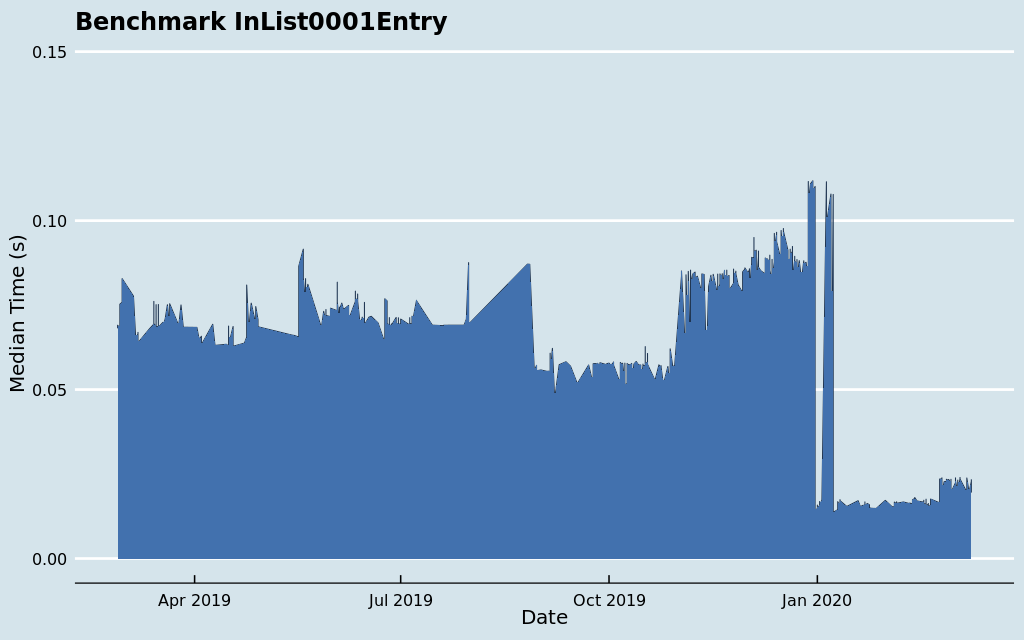 Benchmark InList0001Entry
0.15
0.10
0.05
0.00
Median Time (s)
Apr 2019
Jul 2019
Oct 2019
Jan 2020
Date